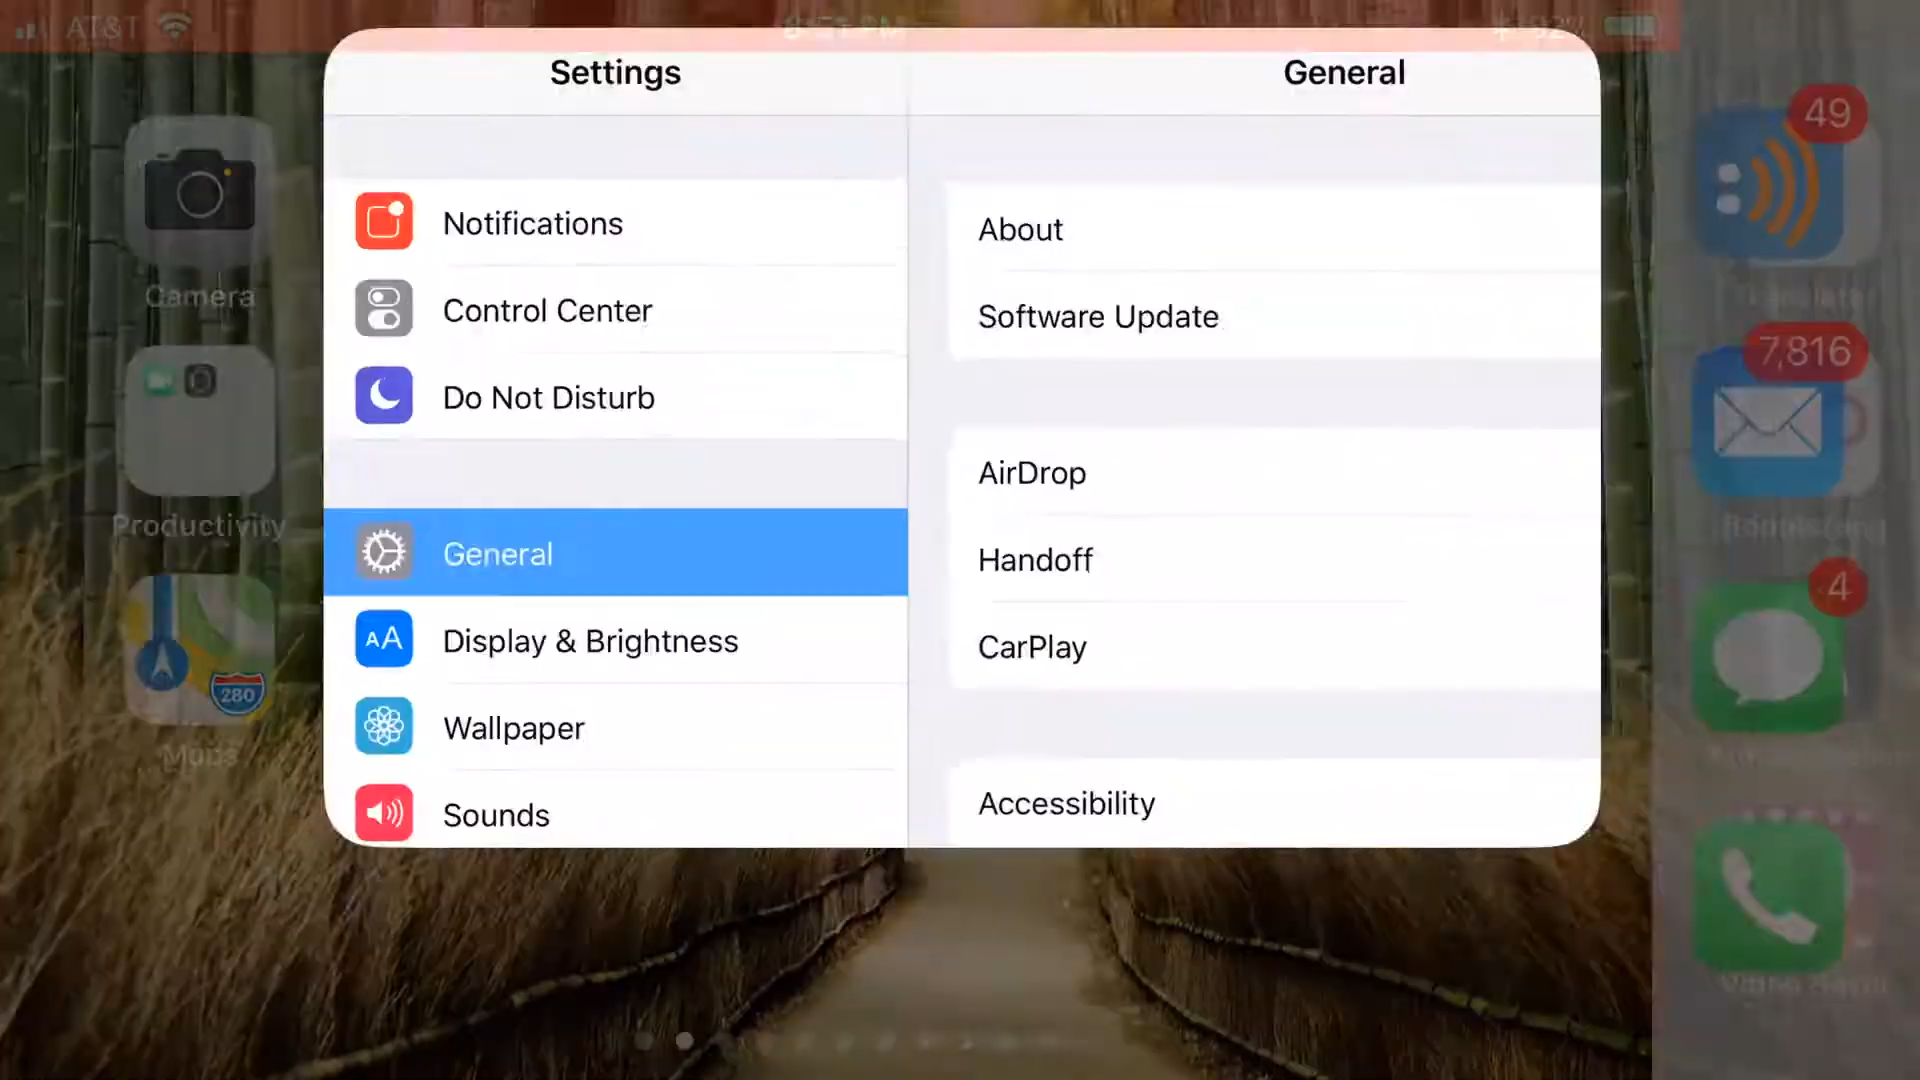 AT&T
Settings
General
Notifications
Control Center
Do Not Disturb
General
Display & Brightness
Wallpaper
Sounds
About
Software Update
AirDrop
Handoff
CarPlay
Accessibility
Camera
Productivity
280
Maps
49
7,816
4